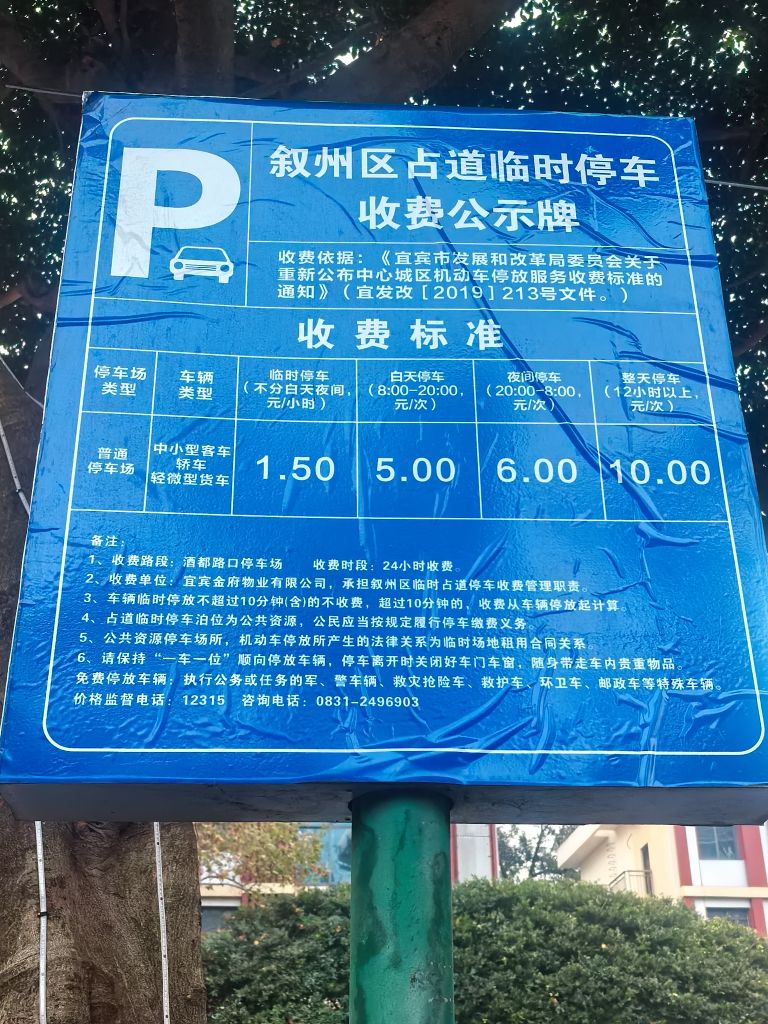 P
叙州区占道临时停车
收费公示牌
收费依据：《宜宾市发展和改革局委员会关于
重新公布中心城区机动车停放服务收费标准的
通知》（宜发改［2019］213号文件。）
收费标准
停车场
类型
车辆
类型
临时停车
（不分白天夜间，
元/小时）
白天停车
（8:00-20:00，
元/次）
夜间停车
（20:00-8:00，
元/次）
整天停车
（12小时以上，
元/次）
普通
停车场
中小型客车
轿车
轻微型货车
1.50
5.00
6.00
10.00
备注：
1、收费路段：酒都路口停车场 收费时段：24小时收费。
2、收费单位：宜宾金府物业有限公司，承担叙州区临时占道停车收费管理职责。
3、车辆临时停放不超过10分钟(含)的不收费，超过10分钟的，收费从车辆停放起计算。
4、占道临时停车泊位为公共资源，公民应当按规定履行停车缴费义务。
5、公共资源停车场所，机动车停放所产生的法律关系为临时场地租用合同关系。
6、请保持“一车一位”顺向停放车辆，停车离开时关闭好车门车窗，随身带走车内贵重物品。
免费停放车辆：执行公务或任务的军、警车辆、救灾抢险车、救护车、环卫车、邮政车等特殊车辆。
价格监督电话：12315 咨询电话：0831-2496903